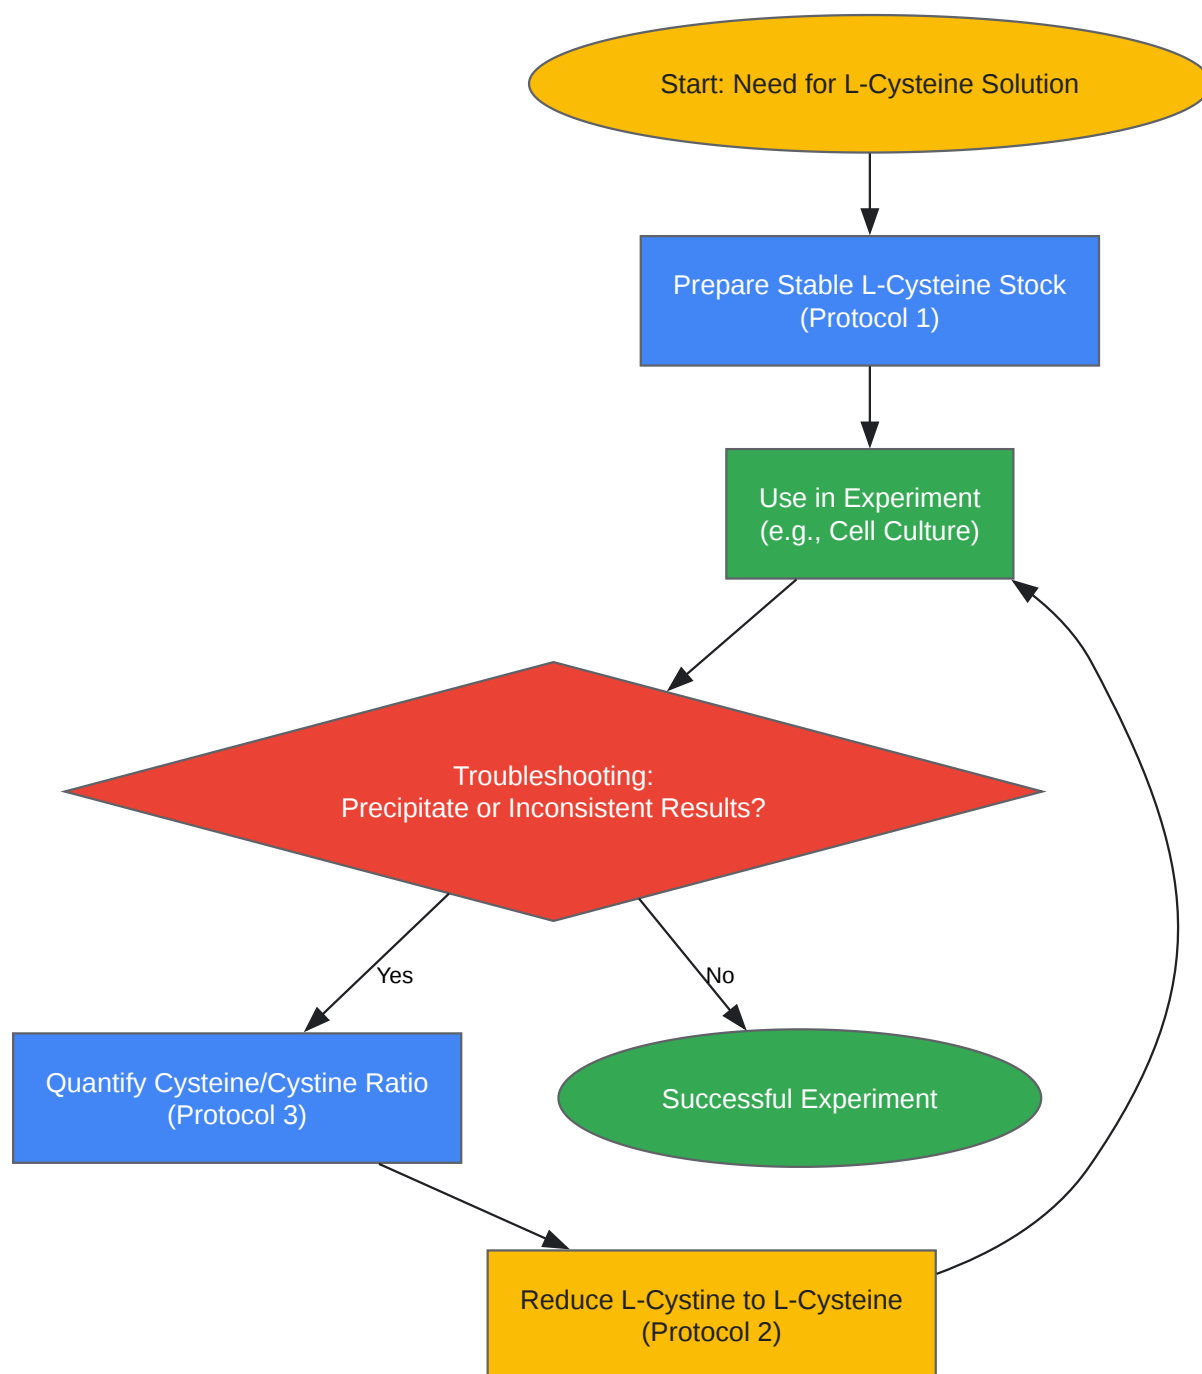 Start: Need for L-Cysteine Solution
Prepare Stable L-Cysteine Stock
(Protocol 1)
Use in Experiment
(e.g., Cell Culture)
Troubleshooting:
Precipitate or Inconsistent Results?
Yes
No
Quantify Cysteine/Cystine Ratio
(Protocol 3)
Successful Experiment
Reduce L-Cystine to L-Cysteine
(Protocol 2)